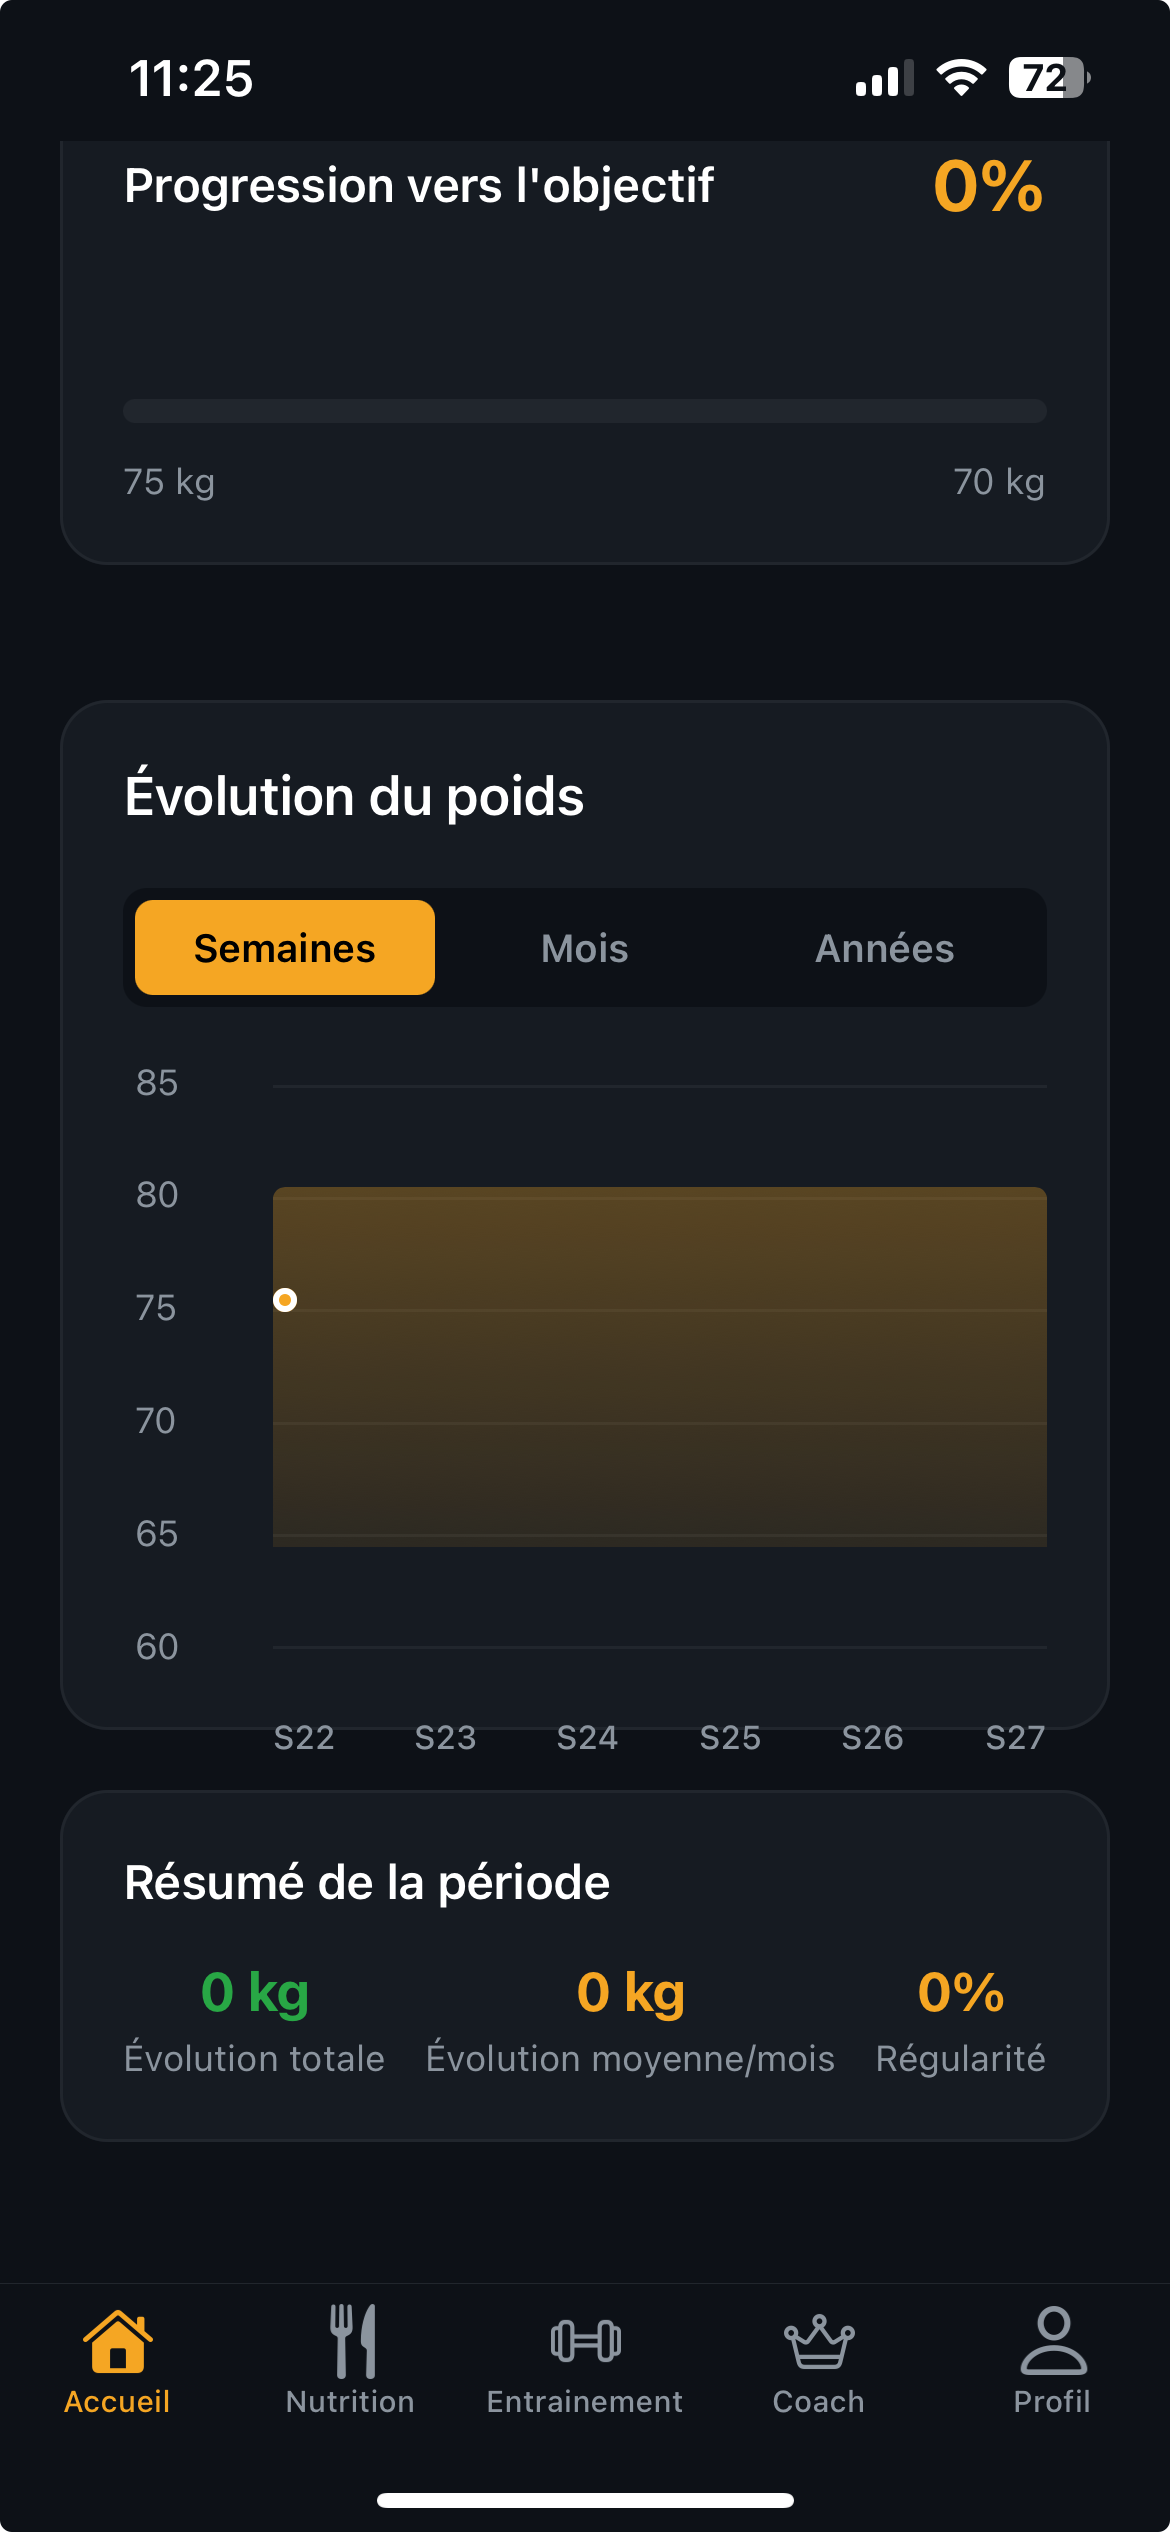 11:25
72
Progression vers l'objectif
0%
75 kg
70 kg
Évolution du poids
Semaines
Mois
Années
85
80
75
70
65
60
S22 S23 S24 S25 S26 S27
Résumé de la période
0 kg
0 kg
0%
Évolution totale
Évolution moyenne/mois
Régularité
Accueil
Nutrition
Entrainement
Coach
Profil